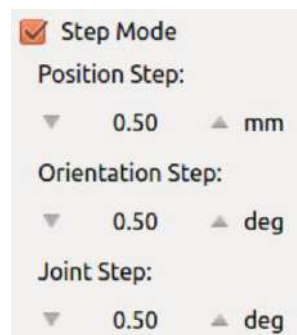 Step Mode
Position Step:
0.50 mm
Orientation Step:
0.50 deg
Joint Step:
0.50 deg